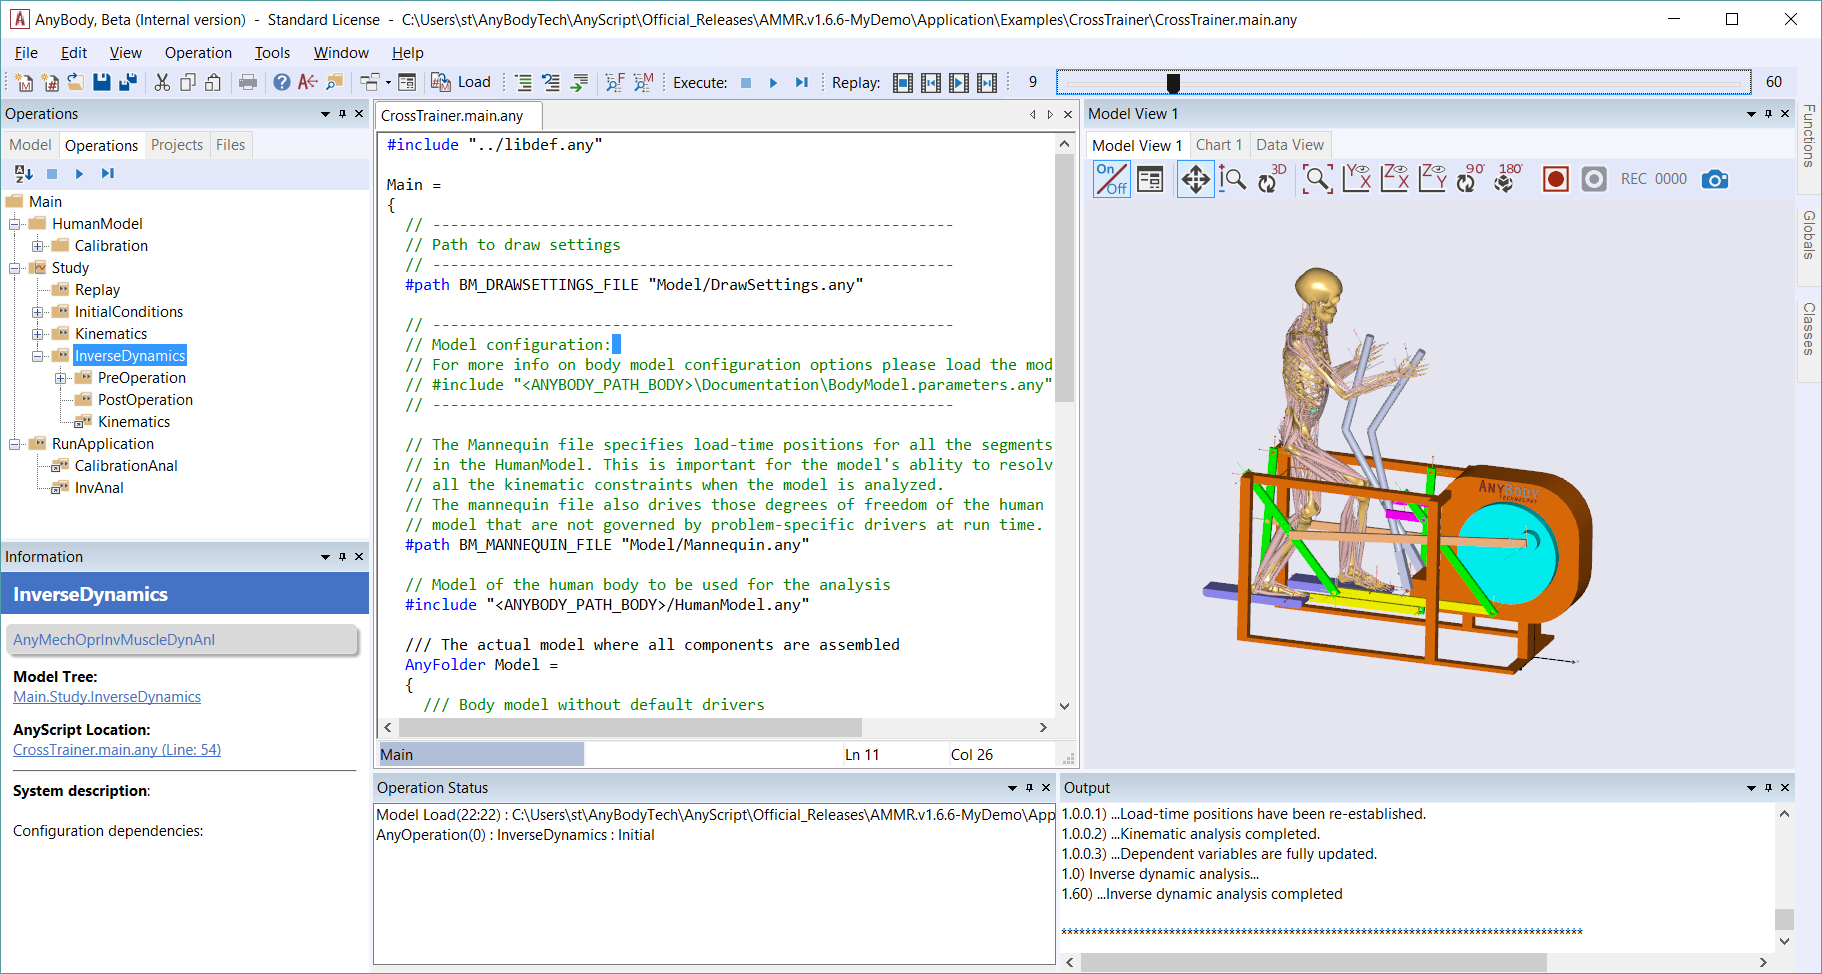 AnyBody, Beta (Internal version) - Standard License - C:\Users\st\AnyBodyTech\AnyScript\Official_Releases\AMMR.v1.6.6-MyDemo\Application\Examples\CrossTrainer\CrossTrainer.main.any
File Edit View Operation Tools Window Help
Load Execute: Replay: 9 60
Operations
Model Operations Projects Files
Main
HumanModel
Calibration
Study
Replay
InitialConditions
Kinematics
InverseDynamics
PreOperation
PostOperation
Kinematics
RunApplication
CalibrationAnal
InvAnal
Information
InverseDynamics
AnyMechOprInvMuscleDynAnl
Model Tree:
Main.Study.InverseDynamics
AnyScript Location:
CrossTrainer.main.any (Line: 54)
System description:
Configuration dependencies:
CrossTrainer.main.any
#include "../libdef.any"
Main =
{
// ----------------------------------------------------------
// Path to draw settings
// ----------------------------------------------------------
#path BM_DRAWSETTINGS_FILE "Model/DrawSettings.any"
// ----------------------------------------------------------
// Model configuration:
// For more info on body model configuration options please load the mod
// #include "<ANYBODY_PATH_BODY>\Documentation\BodyModel.parameters.any"
// ----------------------------------------------------------
// The Mannequin file specifies load-time positions for all the segments
// in the HumanModel. This is important for the model's ablity to resolv
// all the kinematic constraints when the model is analyzed.
// The mannequin file also drives those degrees of freedom of the human
// model that are not governed by problem-specific drivers at run time.
#path BM_MANNEQUIN_FILE "Model/Mannequin.any"
// Model of the human body to be used for the analysis
#include "<ANYBODY_PATH_BODY>/HumanModel.any"
/// The actual model where all components are assembled
AnyFolder Model =
{
/// Body model without default drivers
Main Ln 11 Col 26
Model View 1
Model View 1 Chart 1 Data View
On/Off 3D Y X Z X Z Y 90° 180° REC 0000
ANYBODY
TECHNOLOGY
Functions
Globals
Classes
Operation Status
Model Load(22:22) : C:\Users\st\AnyBodyTech\AnyScript\Official_Releases\AMMR.v1.6.6-MyDemo\App
AnyOperation(0) : InverseDynamics : Initial
Output
1.0.0.1) ...Load-time positions have been re-established.
1.0.0.2) ...Kinematic analysis completed.
1.0.0.3) ...Dependent variables are fully updated.
1.0) Inverse dynamic analysis...
1.60) ...Inverse dynamic analysis completed
****************************************************************************************